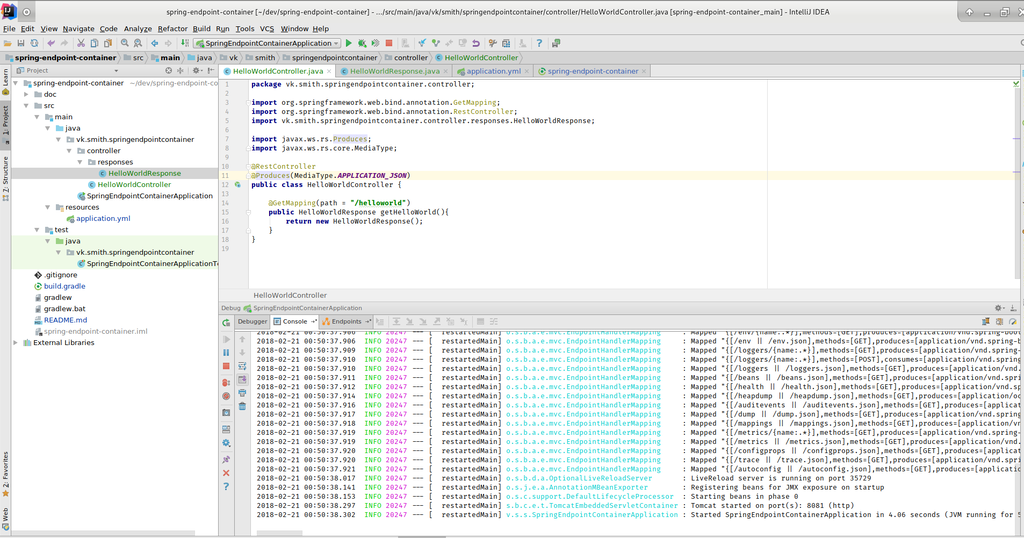 spring-endpoint-container [~/dev/spring-endpoint-container] - .../src/main/java/vk/smith/springendpointcontainer/controller/HelloWorldController.java [spring-endpoint-container_main] - IntelliJ IDEA
File Edit View Navigate Code Analyze Refactor Build Run Tools VCS Window Help
SpringEndpointContainerApplication
spring-endpoint-container src main java vk smith springendpointcontainer controller HelloWorldController
Project
HelloWorldController.java HelloWorldResponse.java application.yml spring-endpoint-container
Learn
1: Project
7: Structure
2: Favorites
Web
spring-endpoint-container ~/dev/spring-endpoint-co
doc
src
main
java
vk.smith.springendpointcontainer
controller
responses
HelloWorldResponse
HelloWorldController
SpringEndpointContainerApplication
resources
application.yml
test
java
vk.smith.springendpointcontainer
SpringEndpointContainerApplicationT
.gitignore
build.gradle
gradlew
gradlew.bat
README.md
spring-endpoint-container.iml
External Libraries
1 package vk.smith.springendpointcontainer.controller;
2
3 import org.springframework.web.bind.annotation.GetMapping;
4 import org.springframework.web.bind.annotation.RestController;
5 import vk.smith.springendpointcontainer.controller.responses.HelloWorldResponse;
6
7 import javax.ws.rs.Produces;
8 import javax.ws.rs.core.MediaType;
9
10 @RestController
11 @Produces(MediaType.APPLICATION_JSON)
12 public class HelloWorldController {
13
14 @GetMapping(path = "/helloworld")
15 public HelloWorldResponse getHelloWorld(){
16 return new HelloWorldResponse();
17 }
18 }
19
HelloWorldController
Debug SpringEndpointContainerApplication
Debugger Console Endpoints
2018-02-21 00:50:37.906 INFO 20247 --- [ restartedMain] o.s.b.a.e.mvc.EndpointHandlerMapping : Mapped "{[/env/{name:.*}],methods=[GET],produces=[application/vnd.spring-boo
2018-02-21 00:50:37.906 INFO 20247 --- [ restartedMain] o.s.b.a.e.mvc.EndpointHandlerMapping : Mapped "{[/env || /env.json],methods=[GET],produces=[application/vnd.spring-b
2018-02-21 00:50:37.909 INFO 20247 --- [ restartedMain] o.s.b.a.e.mvc.EndpointHandlerMapping : Mapped "{[/loggers/{name:.*}],methods=[GET],produces=[application/vnd.spring
2018-02-21 00:50:37.910 INFO 20247 --- [ restartedMain] o.s.b.a.e.mvc.EndpointHandlerMapping : Mapped "{[/loggers/{name:.*}],methods=[POST],consumes=[application/vnd.sprin
2018-02-21 00:50:37.910 INFO 20247 --- [ restartedMain] o.s.b.a.e.mvc.EndpointHandlerMapping : Mapped "{[/loggers || /loggers.json],methods=[GET],produces=[application/vnd.
2018-02-21 00:50:37.911 INFO 20247 --- [ restartedMain] o.s.b.a.e.mvc.EndpointHandlerMapping : Mapped "{[/beans || /beans.json],methods=[GET],produces=[application/vnd.spri
2018-02-21 00:50:37.912 INFO 20247 --- [ restartedMain] o.s.b.a.e.mvc.EndpointHandlerMapping : Mapped "{[/health || /health.json],methods=[GET],produces=[application/vnd.sp
2018-02-21 00:50:37.914 INFO 20247 --- [ restartedMain] o.s.b.a.e.mvc.EndpointHandlerMapping : Mapped "{[/heapdump || /heapdump.json],methods=[GET],produces=[application/oc
2018-02-21 00:50:37.916 INFO 20247 --- [ restartedMain] o.s.b.a.e.mvc.EndpointHandlerMapping : Mapped "{[/auditevents || /auditevents.json],methods=[GET],produces=[applicat
2018-02-21 00:50:37.917 INFO 20247 --- [ restartedMain] o.s.b.a.e.mvc.EndpointHandlerMapping : Mapped "{[/dump || /dump.json],methods=[GET],produces=[application/vnd.spring
2018-02-21 00:50:37.918 INFO 20247 --- [ restartedMain] o.s.b.a.e.mvc.EndpointHandlerMapping : Mapped "{[/mappings || /mappings.json],methods=[GET],produces=[application/vn
2018-02-21 00:50:37.919 INFO 20247 --- [ restartedMain] o.s.b.a.e.mvc.EndpointHandlerMapping : Mapped "{[/metrics/{name:.*}],methods=[GET],produces=[application/vnd.spring
2018-02-21 00:50:37.919 INFO 20247 --- [ restartedMain] o.s.b.a.e.mvc.EndpointHandlerMapping : Mapped "{[/metrics || /metrics.json],methods=[GET],produces=[application/vnd.
2018-02-21 00:50:37.920 INFO 20247 --- [ restartedMain] o.s.b.a.e.mvc.EndpointHandlerMapping : Mapped "{[/configprops || /configprops.json],methods=[GET],produces=[applicat
2018-02-21 00:50:37.920 INFO 20247 --- [ restartedMain] o.s.b.a.e.mvc.EndpointHandlerMapping : Mapped "{[/trace || /trace.json],methods=[GET],produces=[application/vnd.spri
2018-02-21 00:50:37.921 INFO 20247 --- [ restartedMain] o.s.b.a.e.mvc.EndpointHandlerMapping : Mapped "{[/autoconfig || /autoconfig.json],methods=[GET],produces=[applicatio
2018-02-21 00:50:38.017 INFO 20247 --- [ restartedMain] o.s.b.d.a.OptionalLiveReloadServer : LiveReload server is running on port 35729
2018-02-21 00:50:38.141 INFO 20247 --- [ restartedMain] o.s.j.e.a.AnnotationMBeanExporter : Registering beans for JMX exposure on startup
2018-02-21 00:50:38.153 INFO 20247 --- [ restartedMain] o.s.c.support.DefaultLifecycleProcessor : Starting beans in phase 0
2018-02-21 00:50:38.297 INFO 20247 --- [ restartedMain] s.b.c.e.t.TomcatEmbeddedServletContainer : Tomcat started on port(s): 8081 (http)
2018-02-21 00:50:38.302 INFO 20247 --- [ restartedMain] v.s.s.SpringEndpointContainerApplication : Started SpringEndpointContainerApplication in 4.06 seconds (JVM running for 5